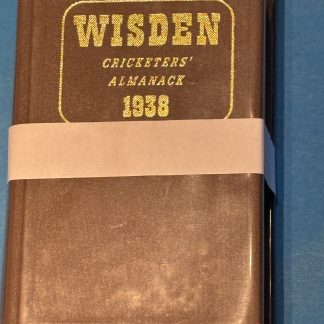 WISDEN
CRICKETERS'
ALMANACK
1938